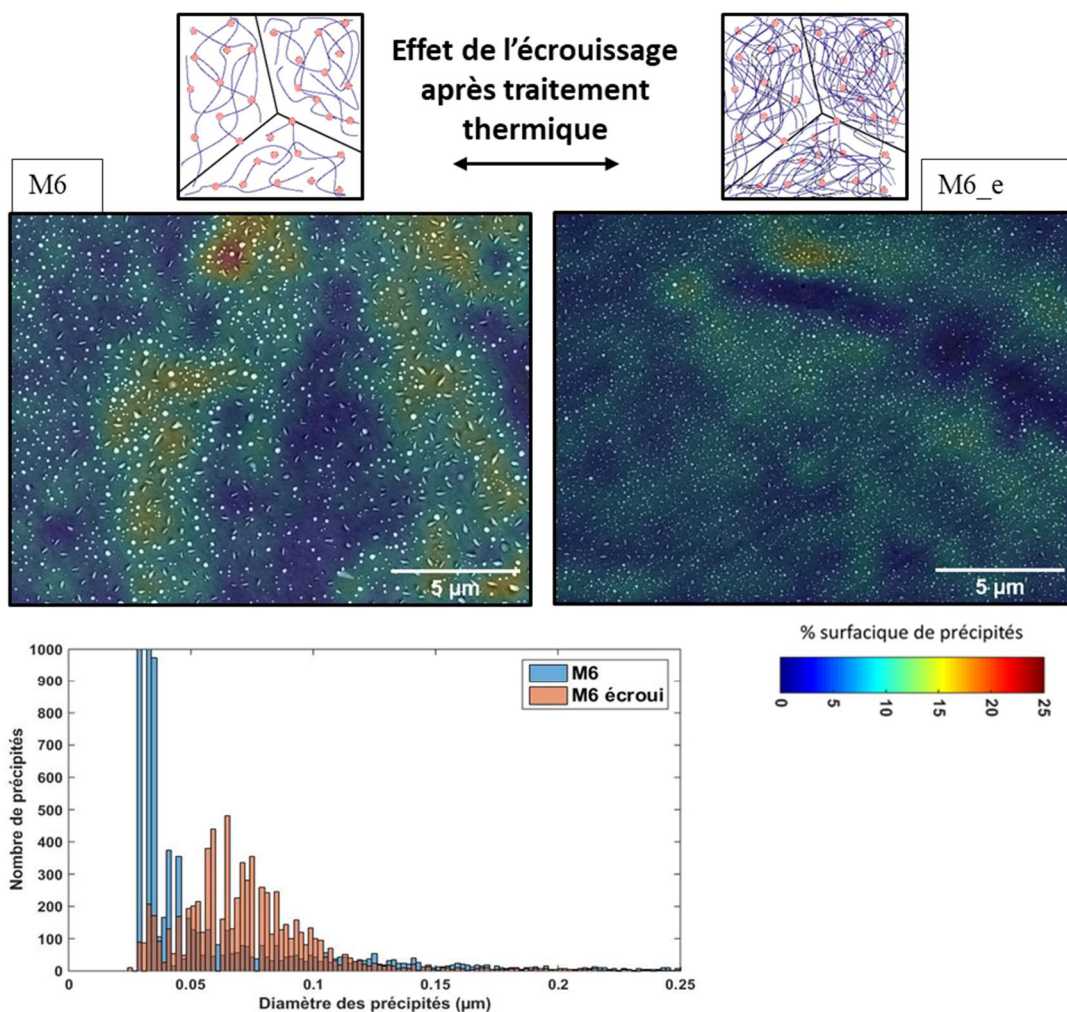 Effet de l’écrouissage
après traitement
thermique
M6
M6_e
5 µm
5 µm
% surfacique de précipités
0
5
10
15
20
25
1000
900
800
700
600
500
400
300
200
100
0
Nombre de précipités
M6
M6 écroui
0
0.05
0.1
0.15
0.2
0.25
Diamètre des précipités (µm)